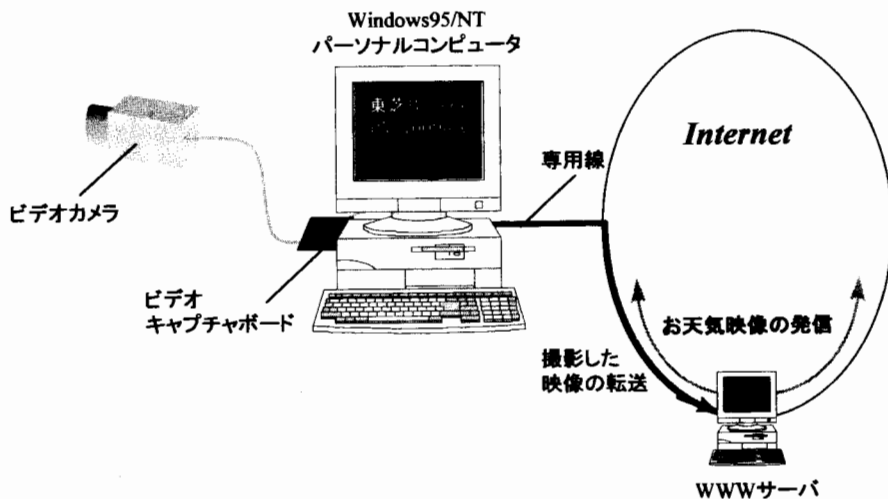 Windows95/NT
パーソナルコンピュータ
東芝
Internet
専用線
ビデオカメラ
ビデオ
キャプチャボード
お天気映像の発信
撮影した
映像の転送
WWWサーバ